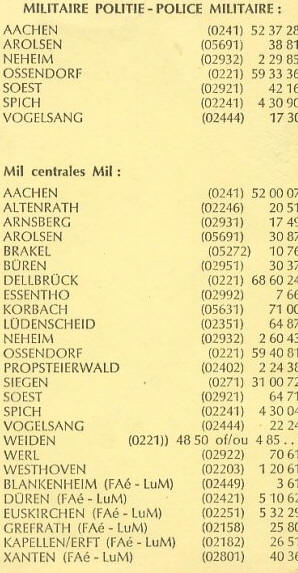 MILITAIRE POLITIE - POLICE MILITAIRE :
AACHEN (0241) 52 37 28
AROLSEN (05691) 38 81
NEHEIM (02932) 2 29 85
OSSENDORF (0221) 59 33 36
SOEST (02921) 42 16
SPICH (02241) 4 30 90
VOGELSANG (02444) 17 30
Mil centrales Mil :
AACHEN (0241) 52 00 07
ALTENRATH (02246) 20 51
ARNSBERG (02931) 17 49
AROLSEN (05691) 30 87
BRAKEL (05272) 10 76
BÜREN (02951) 30 37
DELLBRÜCK (0221) 68 60 24
ESSENTHO (02992) 7 66
KORBACH (05631) 71 00
LÜDENSCHEID (02351) 64 87
NEHEIM (02932) 2 60 43
OSSENDORF (0221) 59 40 81
PROPSTEIERWALD (02402) 2 24 38
SIEGEN (0271) 31 00 72
SOEST (02921) 64 71
SPICH (02241) 4 30 04
VOGELSANG (02444) 22 24
WEIDEN (0221)) 48 50 of/ou 4 85 . .
WERL (02922) 70 61
WESTHOVEN (02203) 1 20 61
BLANKENHEIM (FAé - LuM) (02449) 3 61
DÜREN (FAé - LuM) (02421) 5 10 62
EUSKIRCHEN (FAé - LuM) (02251) 5 32 29
GREFRATH (FAé - LuM) (02158) 25 80
KAPELLEN/ERFT (FAé - LuM) (02182) 26 51
XANTEN (FAé - LuM) (02801) 40 36